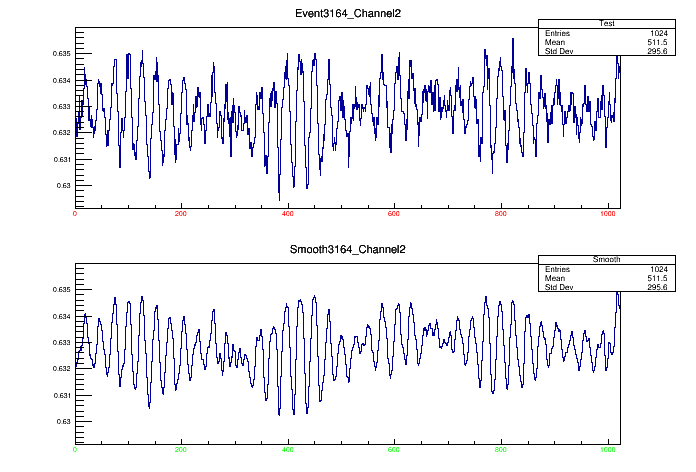 Event3164_Channel2
Test
Entries 1024
Mean 511.5
Std Dev 295.6
0.635
0.634
0.633
0.632
0.631
0.63
0 200 400 600 800 1000
Smooth3164_Channel2
Smooth
Entries 1024
Mean 511.5
Std Dev 295.6
0.635
0.634
0.633
0.632
0.631
0.63
0 200 400 600 800 1000